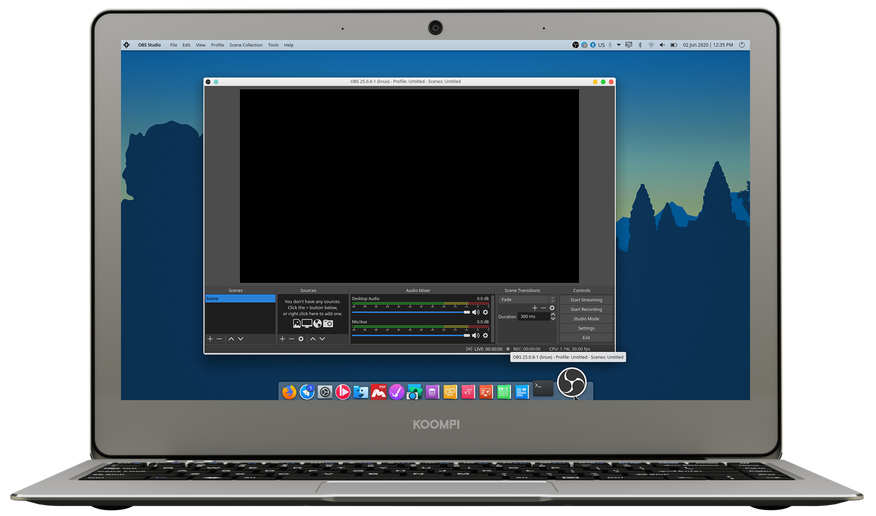 OBS Studio File Edit View Profile Scene Collection Tools Help US 02 Jun 2020 | 12:35 PM
OBS 25.0.8-1 (linux) - Profile: Untitled - Scenes: Untitled
Scenes Sources Audio Mixer Scene Transitions Controls
Scene
You don't have any sources.
Click the + button below,
or right click here to add one.
Desktop Audio 0.0 dB
Mic/Aux 0.0 dB
Fade
Duration 300 ms
Start Streaming
Start Recording
Studio Mode
Settings
Exit
LIVE: 00:00:00 REC: 00:00:00 CPU: 1.1%, 30.00 fps
OBS 25.0.8-1 (linux) - Profile: Untitled - Scenes: Untitled
KOOMPI